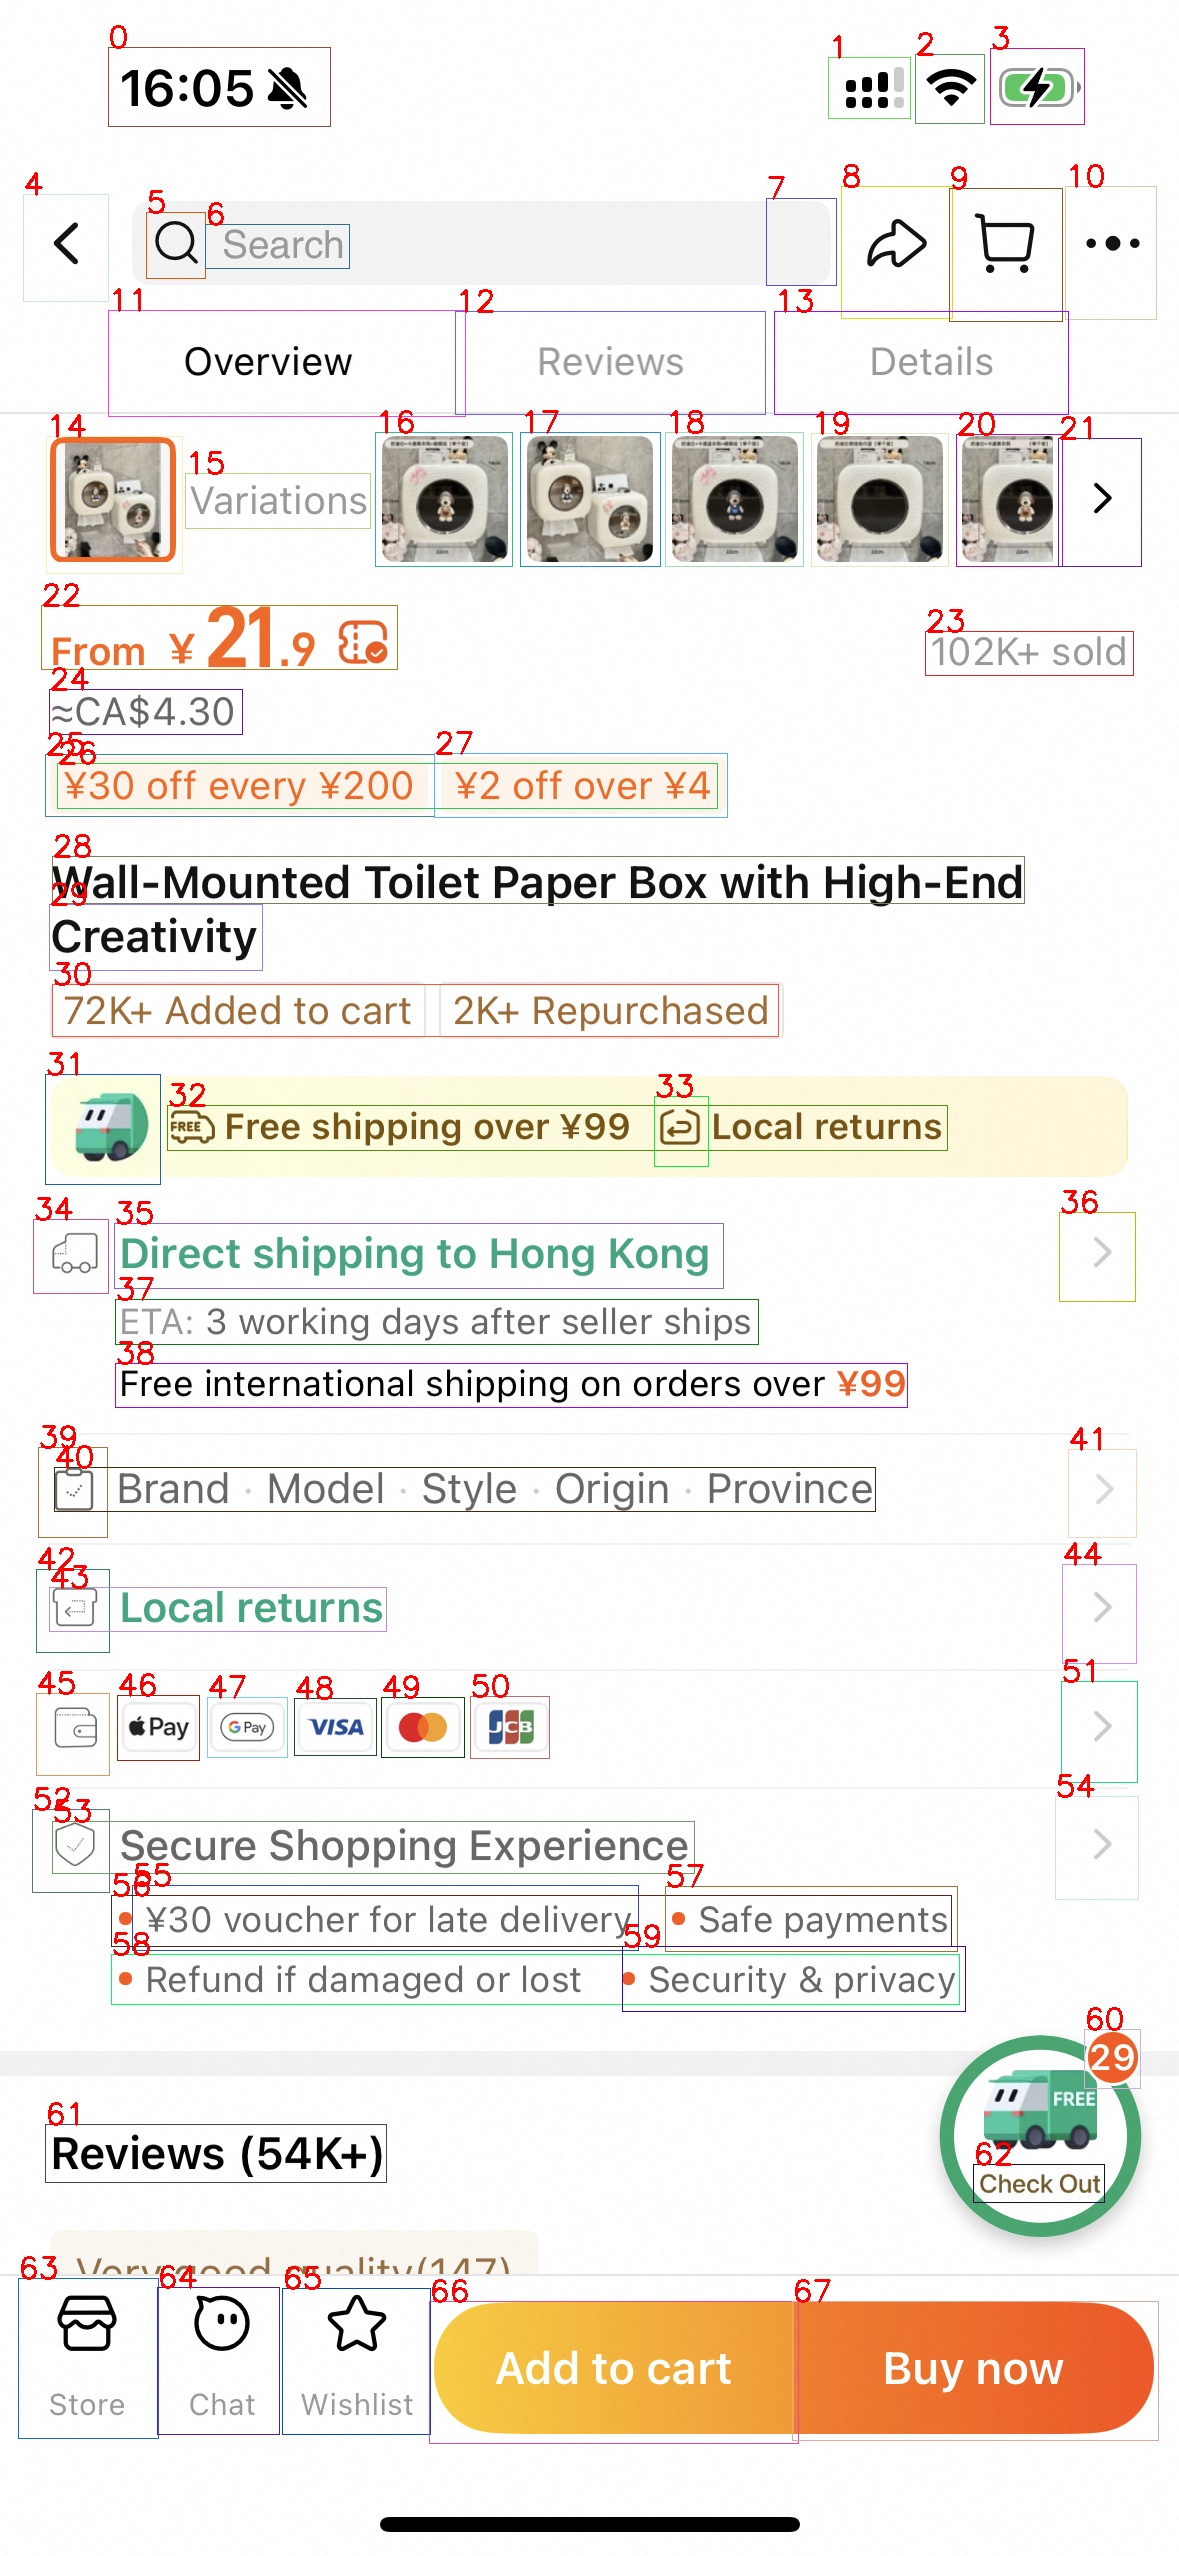 16:05
Search
Overview Reviews Details
Variations
From ¥21.9
102K+ sold
≈CA$4.30
¥30 off every ¥200 ¥2 off over ¥4
Wall-Mounted Toilet Paper Box with High-End
Creativity
72K+ Added to cart 2K+ Repurchased
FREE Free shipping over ¥99 Local returns
Direct shipping to Hong Kong
ETA: 3 working days after seller ships
Free international shipping on orders over ¥99
Brand · Model · Style · Origin · Province
Local returns
Pay G Pay VISA JCB
Secure Shopping Experience
• ¥30 voucher for late delivery • Safe payments
• Refund if damaged or lost • Security & privacy
29
FREE
Check Out
Reviews (54K+)
Very good quality(147)
Store Chat Wishlist Add to cart Buy now